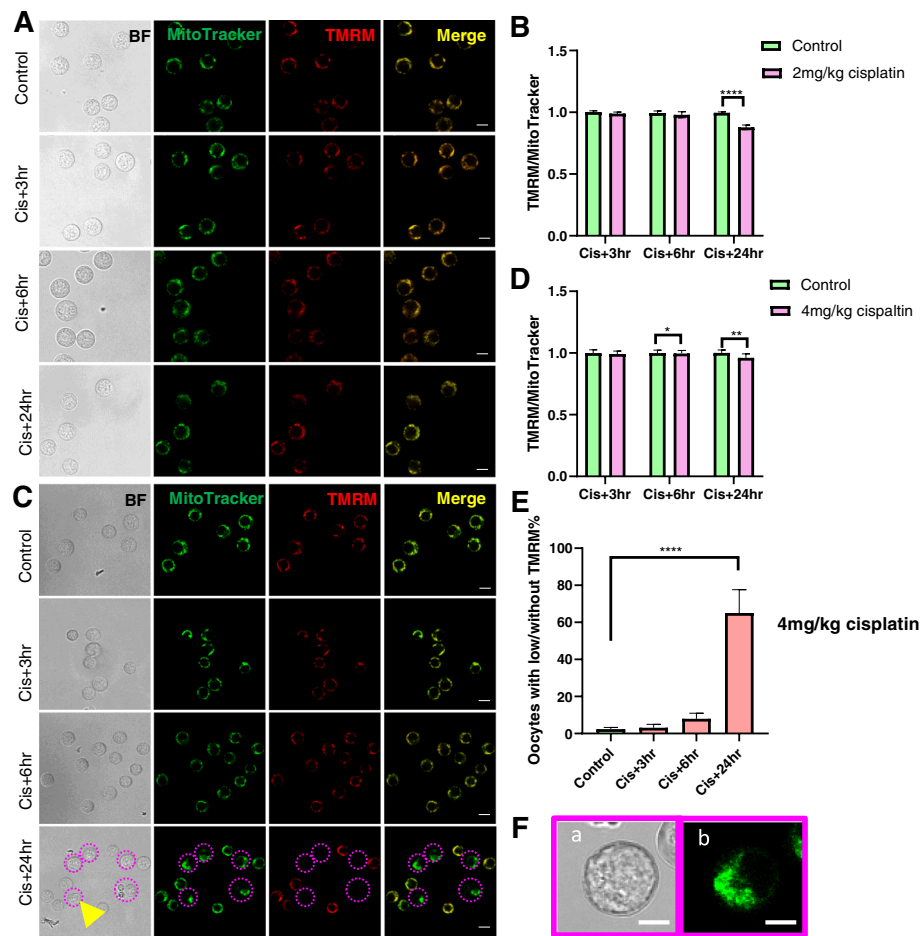 A
BF
MitoTracker
TMRM
Merge
Control
Cis+3hr
Cis+6hr
Cis+24hr
B
1.5
1.0
0.5
0.0
TMRM/MitoTracker
****
Cis+3hr
Cis+6hr
Cis+24hr
Control
2mg/kg cisplatin
C
BF
MitoTracker
TMRM
Merge
Control
Cis+3hr
Cis+6hr
Cis+24hr
D
1.5
1.0
0.5
0.0
TMRM/MitoTracker
*
**
Cis+3hr
Cis+6hr
Cis+24hr
Control
4mg/kg cispaltin
E
100
80
60
40
20
0
Oocytes with low/without TMRM%
****
Control
Cis+3hr
Cis+6hr
Cis+24hr
4mg/kg cisplatin
F
a
b